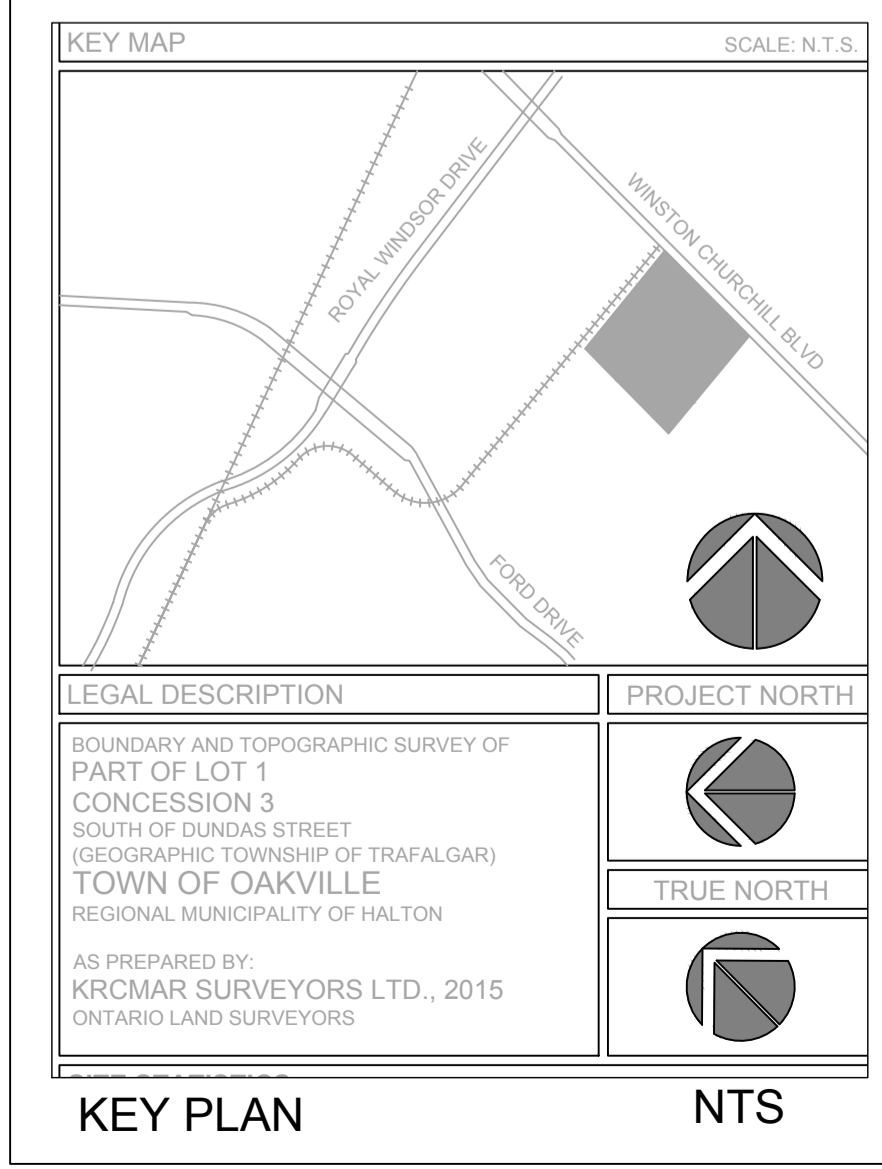 KEY MAP
SCALE: N.T.S.
ROYAL WINDSOR DRIVE
WINSTON CHURCHILL BLVD
FORD DRIVE
LEGAL DESCRIPTION
BOUNDARY AND TOPOGRAPHIC SURVEY OF
PART OF LOT 1
CONCESSION 3
SOUTH OF DUNDAS STREET
(GEOGRAPHIC TOWNSHIP OF TRAFALGAR)
TOWN OF OAKVILLE
REGIONAL MUNICIPALITY OF HALTON
AS PREPARED BY:
KRCMAR SURVEYORS LTD., 2015
ONTARIO LAND SURVEYORS
PROJECT NORTH
TRUE NORTH
KEY PLAN
NTS